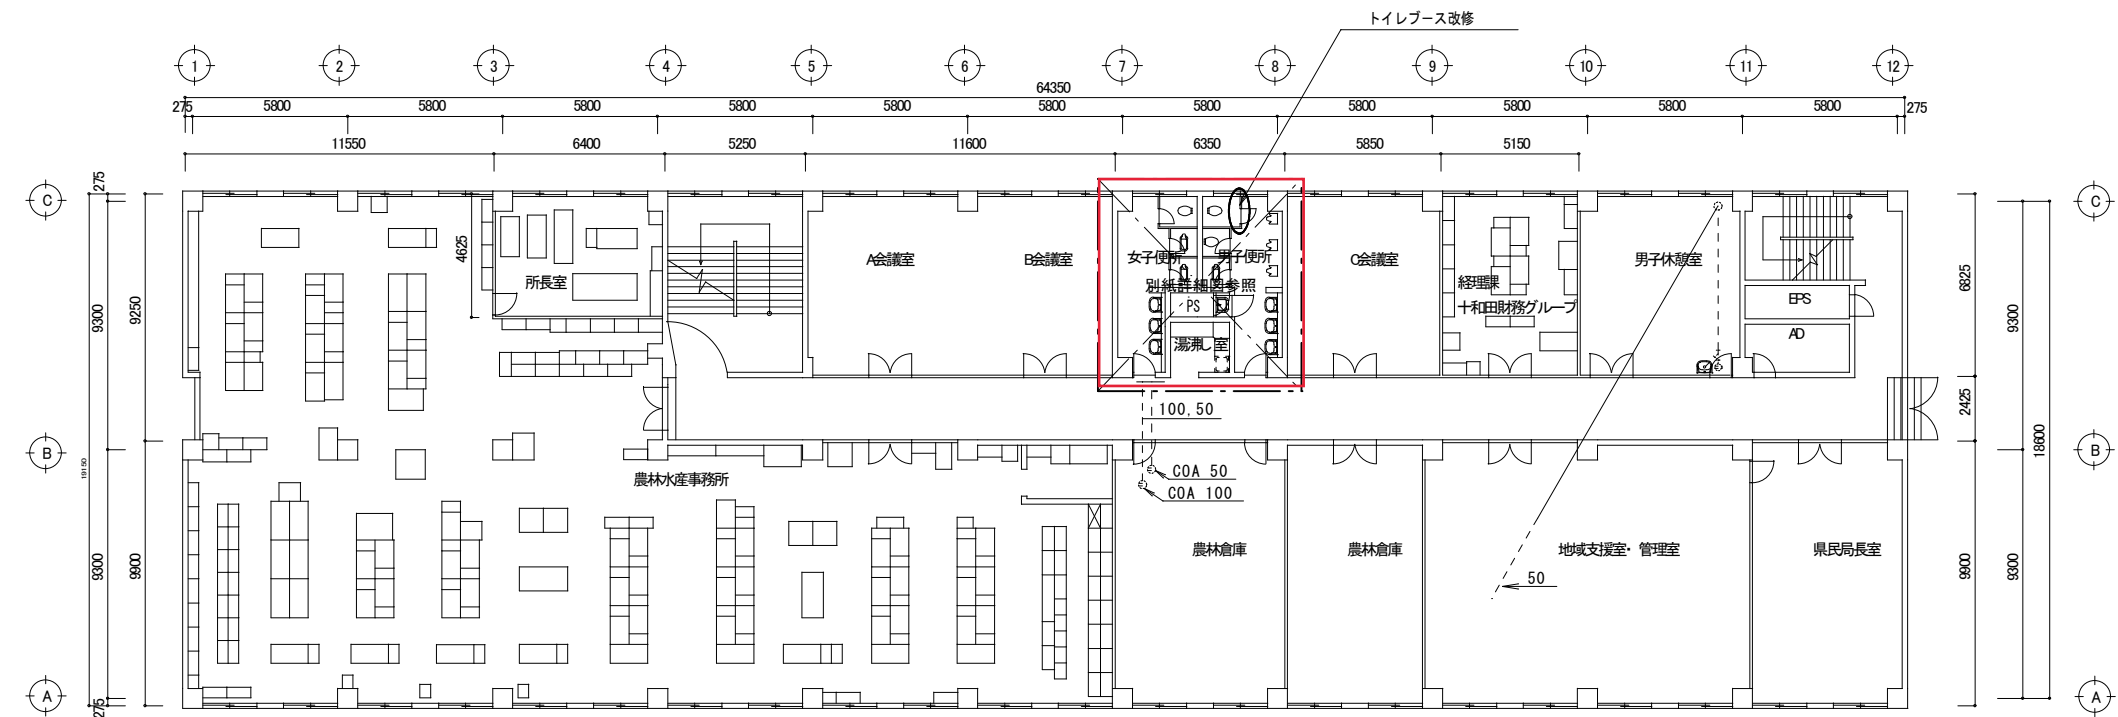 トイレブース改修
1 2 3 4 5 6 7 8 9 10 11 12
64350
275 5800 5800 5800 5800 5800 5800 5800 5800 5800 5800 5800 275
11550 6400 5250 11600 6350 5850 5150
C
275
9300
9250
4625
所長室
A会議室
B会議室
女子便所
男子便所
別紙詳細図参照
PS
湯沸し室
C会議室
経理課
十和田財務グループ
男子休憩室
EPS
AD
6825
9300
C
2425
18600
100,50
B
19150
農林水産事務所
COA 50
COA 100
B
9300
9900
農林倉庫
農林倉庫
地域支援室・管理室
県民局長室
50
9900
9300
A
275
A